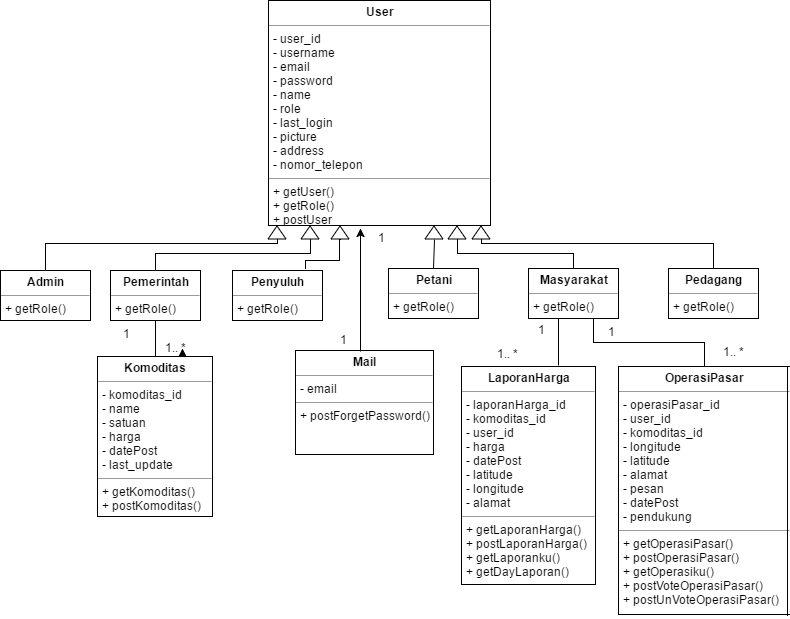 User
- user_id
- username
- email
- password
- name
- role
- last_login
- picture
- address
- nomor_telepon
+ getUser()
+ getRole()
+ postUser
1
Admin
+ getRole()
Pemerintah
+ getRole()
Penyuluh
+ getRole()
Petani
+ getRole()
Masyarakat
+ getRole()
Pedagang
+ getRole()
1
1.. *
1
1
1.. *
1
1.. *
Komoditas
- komoditas_id
- name
- satuan
- harga
- datePost
- last_update
+ getKomoditas()
+ postKomoditas()
Mail
- email
+ postForgetPassword()
LaporanHarga
- laporanHarga_id
- komoditas_id
- user_id
- harga
- datePost
- latitude
- longitude
- alamat
+ getLaporanHarga()
+ postLaporanHarga()
+ getLaporanku()
+ getDayLaporan()
OperasiPasar
- operasiPasar_id
- user_id
- komoditas_id
- longitude
- latitude
- alamat
- pesan
- datePost
- pendukung
+ getOperasiPasar()
+ postOperasiPasar()
+ getOperasiku()
+ postVoteOperasiPasar()
+ postUnVoteOperasiPasar()